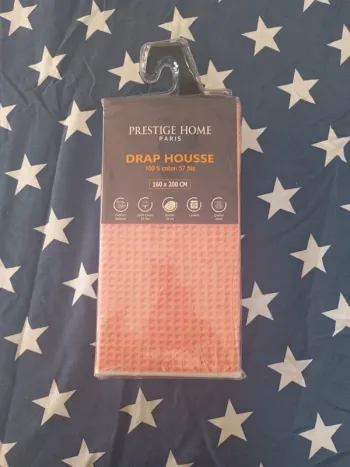 PRESTIGE HOME
PARIS
DRAP HOUSSE
100 % coton 57 fils
160 x 200 CM